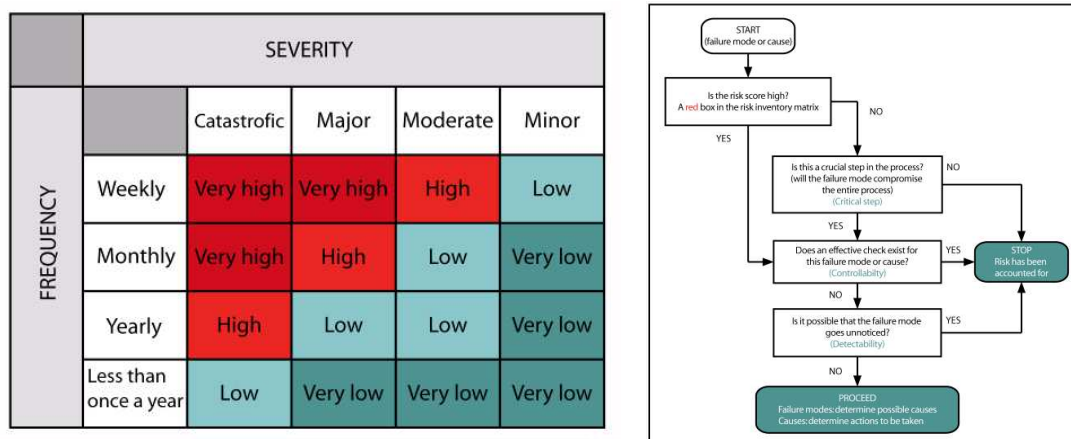 SEVERITY
FREQUENCY
Catastrofic Major Moderate Minor
Weekly Very high Very high High Low
Monthly Very high High Low Very low
Yearly High Low Low Very low
Less than
once a year Low Very low Very low Very low
START
(failure mode or cause)
Is the risk score high?
A red box in the risk inventory matrix
NO
YES
Is this a crucial step in the process?
(will the failure mode compromise
the entire process)
(Critical step)
NO
YES
Does an effective check exist for
this failure mode or cause?
(Controllabilty)
YES
STOP
Risk has been
accounted for
NO
Is it possible that the failure mode
goes unnoticed?
(Detectability)
YES
NO
PROCEED
Failure modes: determine possible causes
Causes: determine actions to be taken